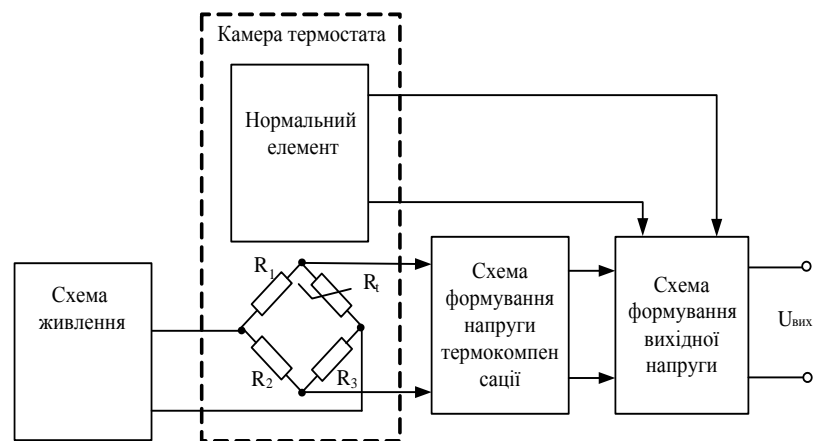 Камера термостата
Нормальний
елемент
Схема
живлення
R1
Rt
R2
R3
Схема
формування
напруги
термокомпен
сації
Схема
формування
вихідної
напруги
Uвих